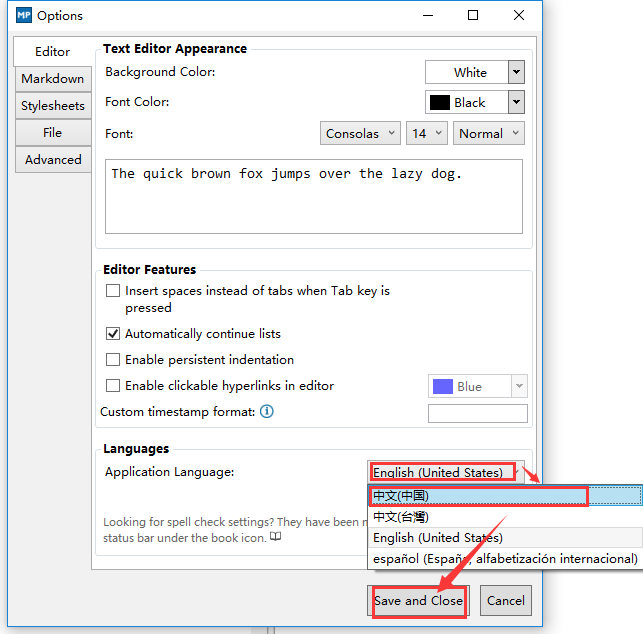 MP Options
Editor
Markdown
Stylesheets
File
Advanced
Text Editor Appearance
Background Color:
White
Font Color:
Black
Font:
Consolas
14
Normal
The quick brown fox jumps over the lazy dog.
Editor Features
Insert spaces instead of tabs when Tab key is
pressed
Automatically continue lists
Enable persistent indentation
Enable clickable hyperlinks in editor
Blue
Custom timestamp format:
Languages
Application Language:
English (United States)
中文(中国)
中文(台灣)
English (United States)
español (España, alfabetización internacional)
Looking for spell check settings? They have been
status bar under the book icon.
Save and Close
Cancel